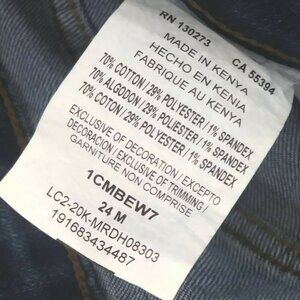 RN 130273 CA 55394
MADE IN KENYA
HECHO EN KENIA
FABRIQUE AU KENYA
70% COTTON/29% POLYESTER/1% SPANDEX
70% ALGODON/29% POLIESTER/1% SPANDEX
70% COTON/29% POLYESTER/1% SPANDEX
EXCLUSIVE OF DECORATION/EXCEPTO
DECORACION/EXCLUSIVE OF TRIMMING/
GARNITURE NON COMPRISE
1CMBEW7
24 M
LC2-20K-MRDH08303
191683434487